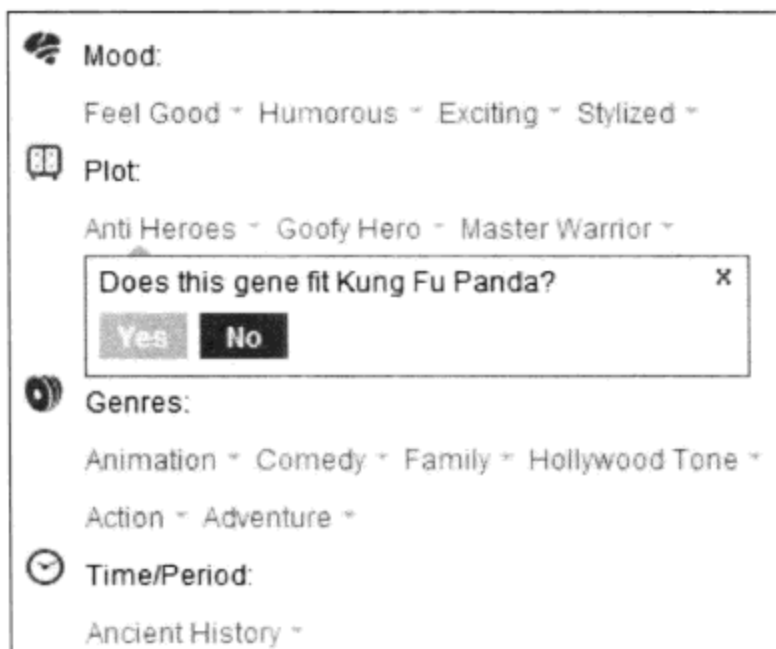 Mood:
Feel Good Humorous Exciting Stylized
Plot:
Anti Heroes Goofy Hero Master Warrior
Does this gene fit Kung Fu Panda? x
Yes No
Genres:
Animation Comedy Family Hollywood Tone
Action Adventure
Time/Period:
Ancient History